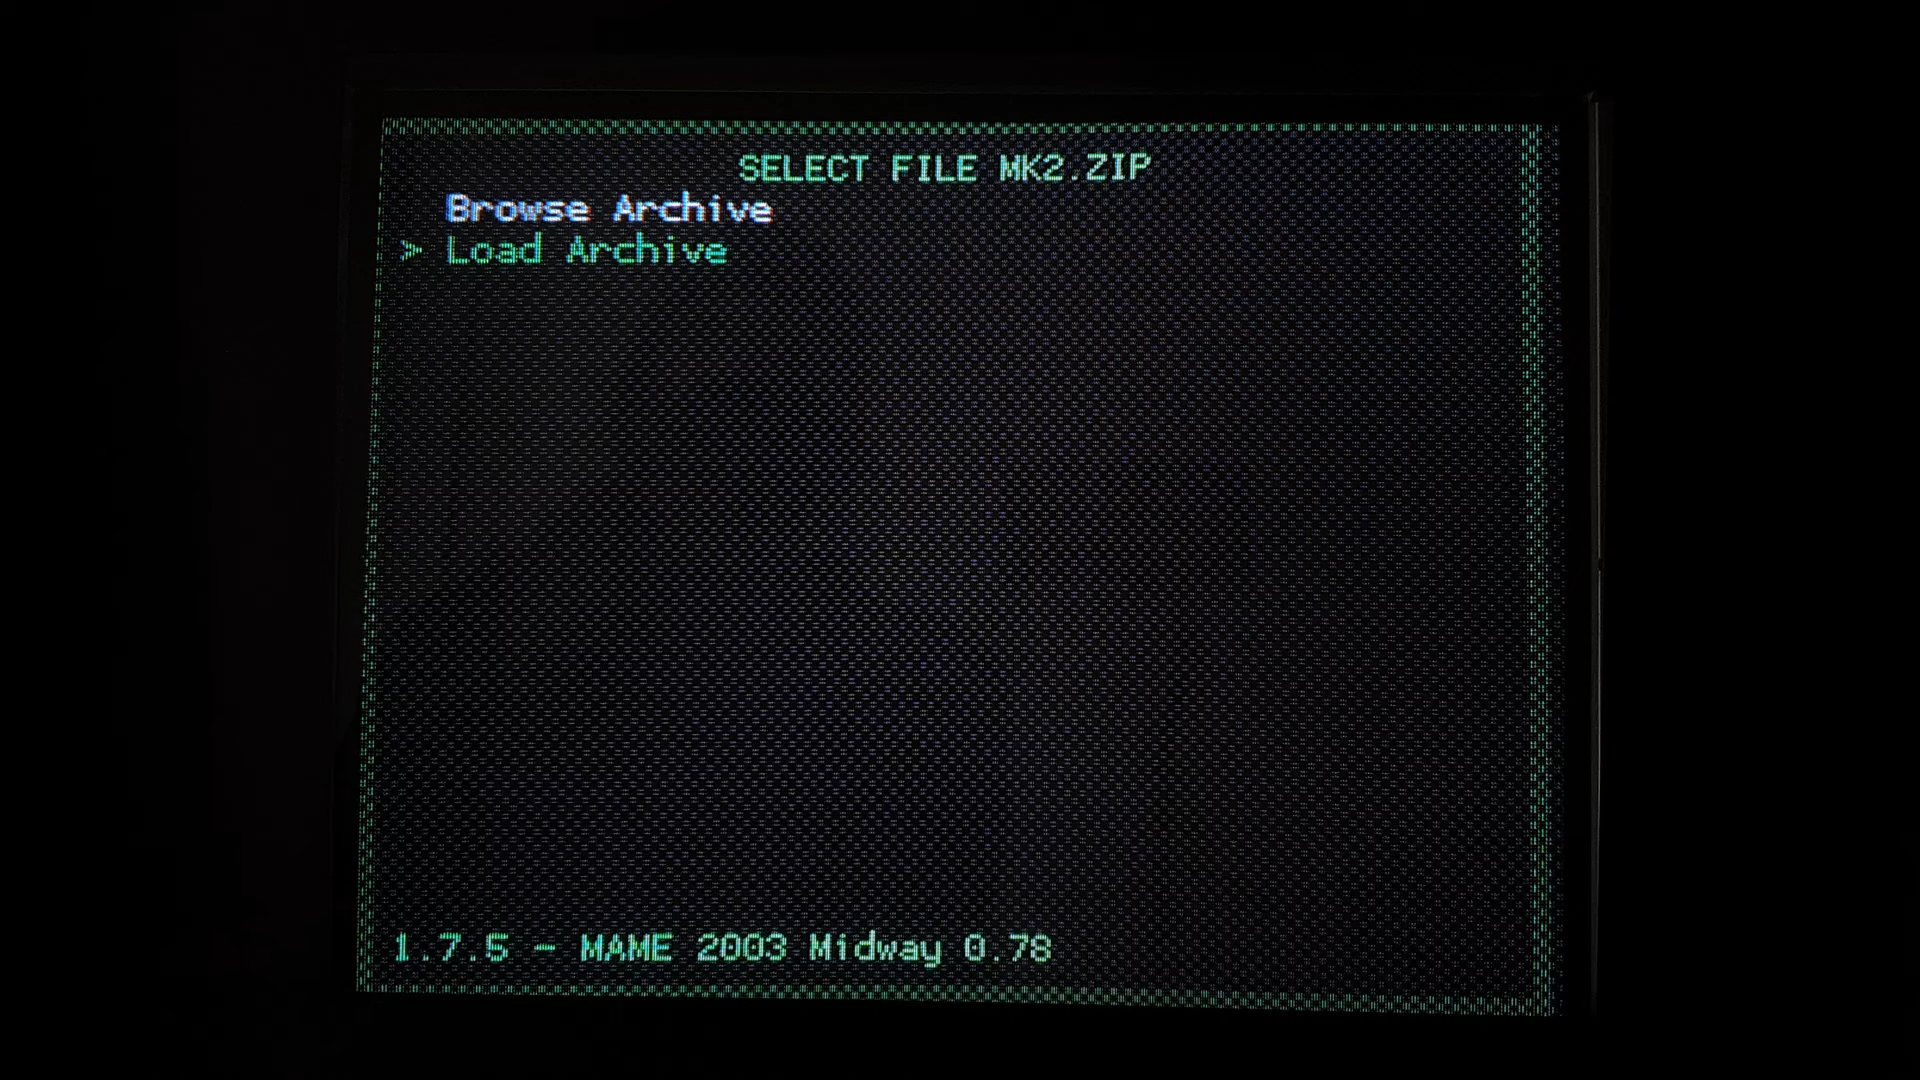 SELECT FILE MK2.ZIP
Browse Archive
> Load Archive
1.7.5 - MAME 2003 Midway 0.78